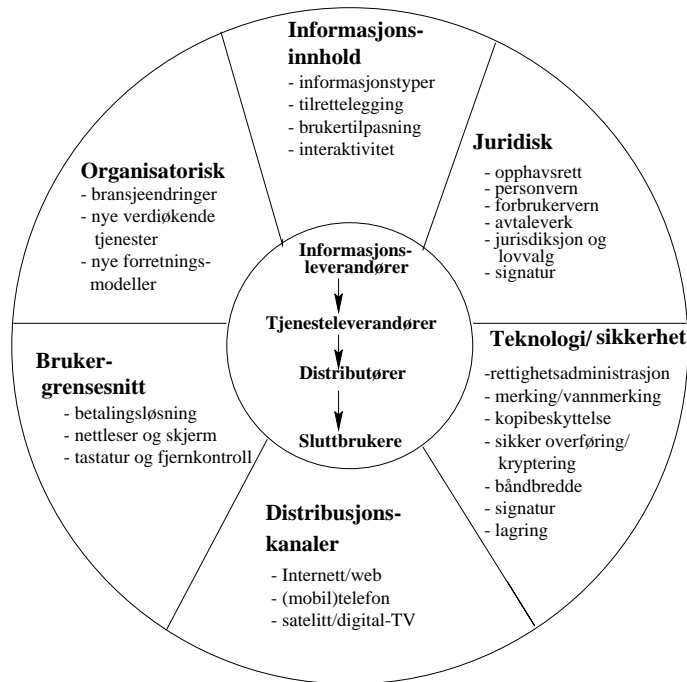 Informasjons-
innhold
- informasjonstyper
- tilrettelegging
- brukertilpasning
- interaktivitet
Juridisk
- opphavsrett
- personvern
- forbrukervern
- avtaleverk
- jurisdiksjon og
lovvalg
- signatur
Teknologi/ sikkerhet
-rettighetsadministrasjon
- merking/vannmerking
- kopibeskyttelse
- sikker overføring/
kryptering
- båndbredde
- signatur
- lagring
Distribusjons-
kanaler
- Internett/web
- (mobil)telefon
- satelitt/digital-TV
Bruker-
grensesnitt
- betalingsløsning
- nettleser og skjerm
- tastatur og fjernkontroll
Organisatorisk
- bransjeendringer
- nye verdiøkende
tjenester
- nye forretnings-
modeller
Informasjons-
leverandører
Tjenesteleverandører
Distributører
Sluttbrukere